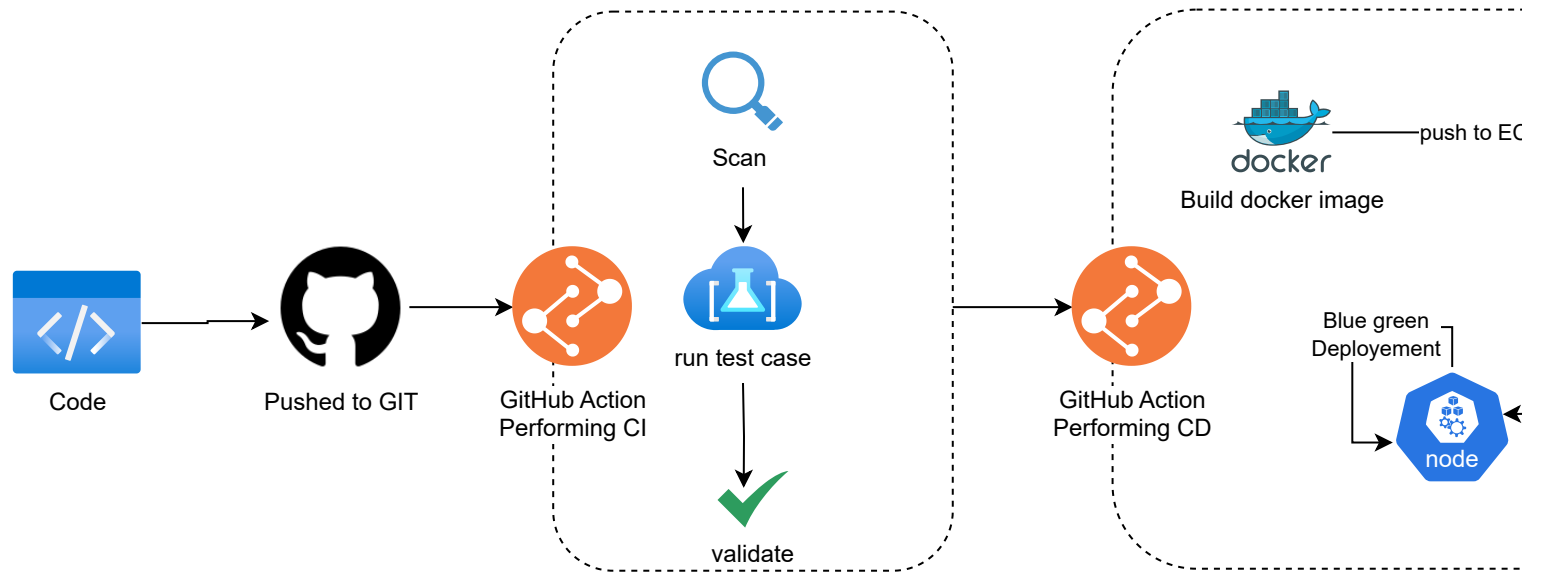 Scan
run test case
validate
Code
Pushed to GIT
GitHub Action
Performing CI
GitHub Action
Performing CD
docker
Build docker image
push to
Blue green
Deployement
node